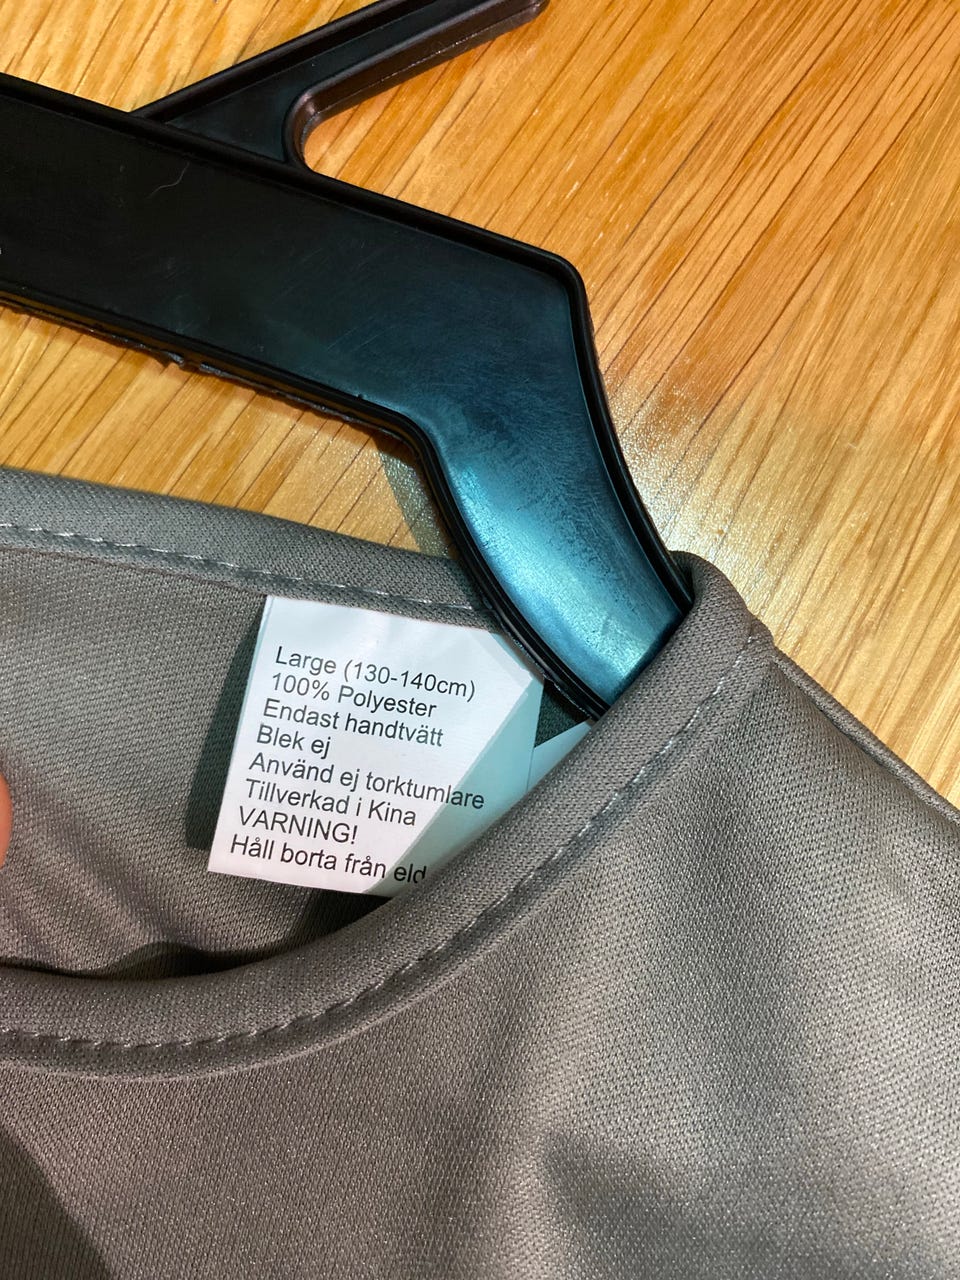 Large (130-140cm)
100% Polyester
Endast handtvätt
Blek ej
Använd ej torktumlare
Tillverkad i Kina
VARNING!
Håll borta från eld